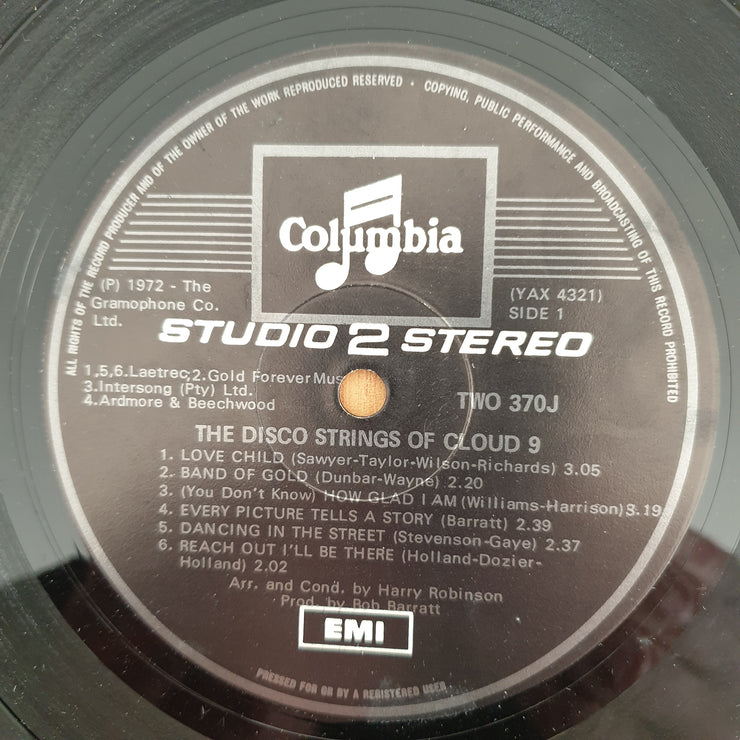 ALL RIGHTS OF THE RECORD PRODUCER AND OF THE OWNER OF THE WORK REPRODUCED RESERVED • COPYING, PUBLIC PERFORMANCE AND BROADCASTING OF THIS RECORD PROHIBITED
Columbia
(P) 1972 - The
Gramophone Co.
Ltd.
(YAX 4321)
SIDE 1
STUDIO 2 STEREO
1,5,6. Laetrec;2. Gold Forever Mus
3. Intersong (Pty) Ltd.
4. Ardmore & Beechwood
TWO 370J
THE DISCO STRINGS OF CLOUD 9
1. LOVE CHILD (Sawyer-Taylor-Wilson-Richards) 3.05
2. BAND OF GOLD (Dunbar-Wayne) 2.20
3. (You Don't Know) HOW GLAD I AM (Williams-Harrison) 3.19
4. EVERY PICTURE TELLS A STORY (Barratt) 2.39
5. DANCING IN THE STREET (Stevenson-Gaye) 2.37
6. REACH OUT I'LL BE THERE (Holland-Dozier-
Holland) 2.02
Arr. and Cond. by Harry Robinson
Prod. by Bob Barratt
EMI
PRESSED FOR OR BY A REGISTERED USER